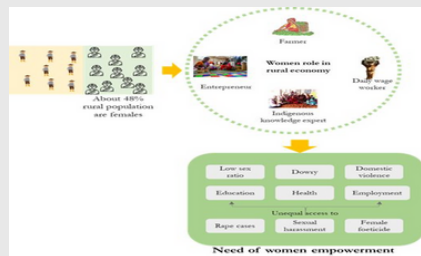 Farmer
Women role in
rural economy
Entrepreneur
Daily wage
worker
Indigenous
knowledge expert
About 48%
rural population
are females
Low sex
ratio
Dowry
Domestic
violence
Education
Health
Employment
Unequal access to
Rape cases
Sexual
harassment
Female
foeticide
Need of women empowerment